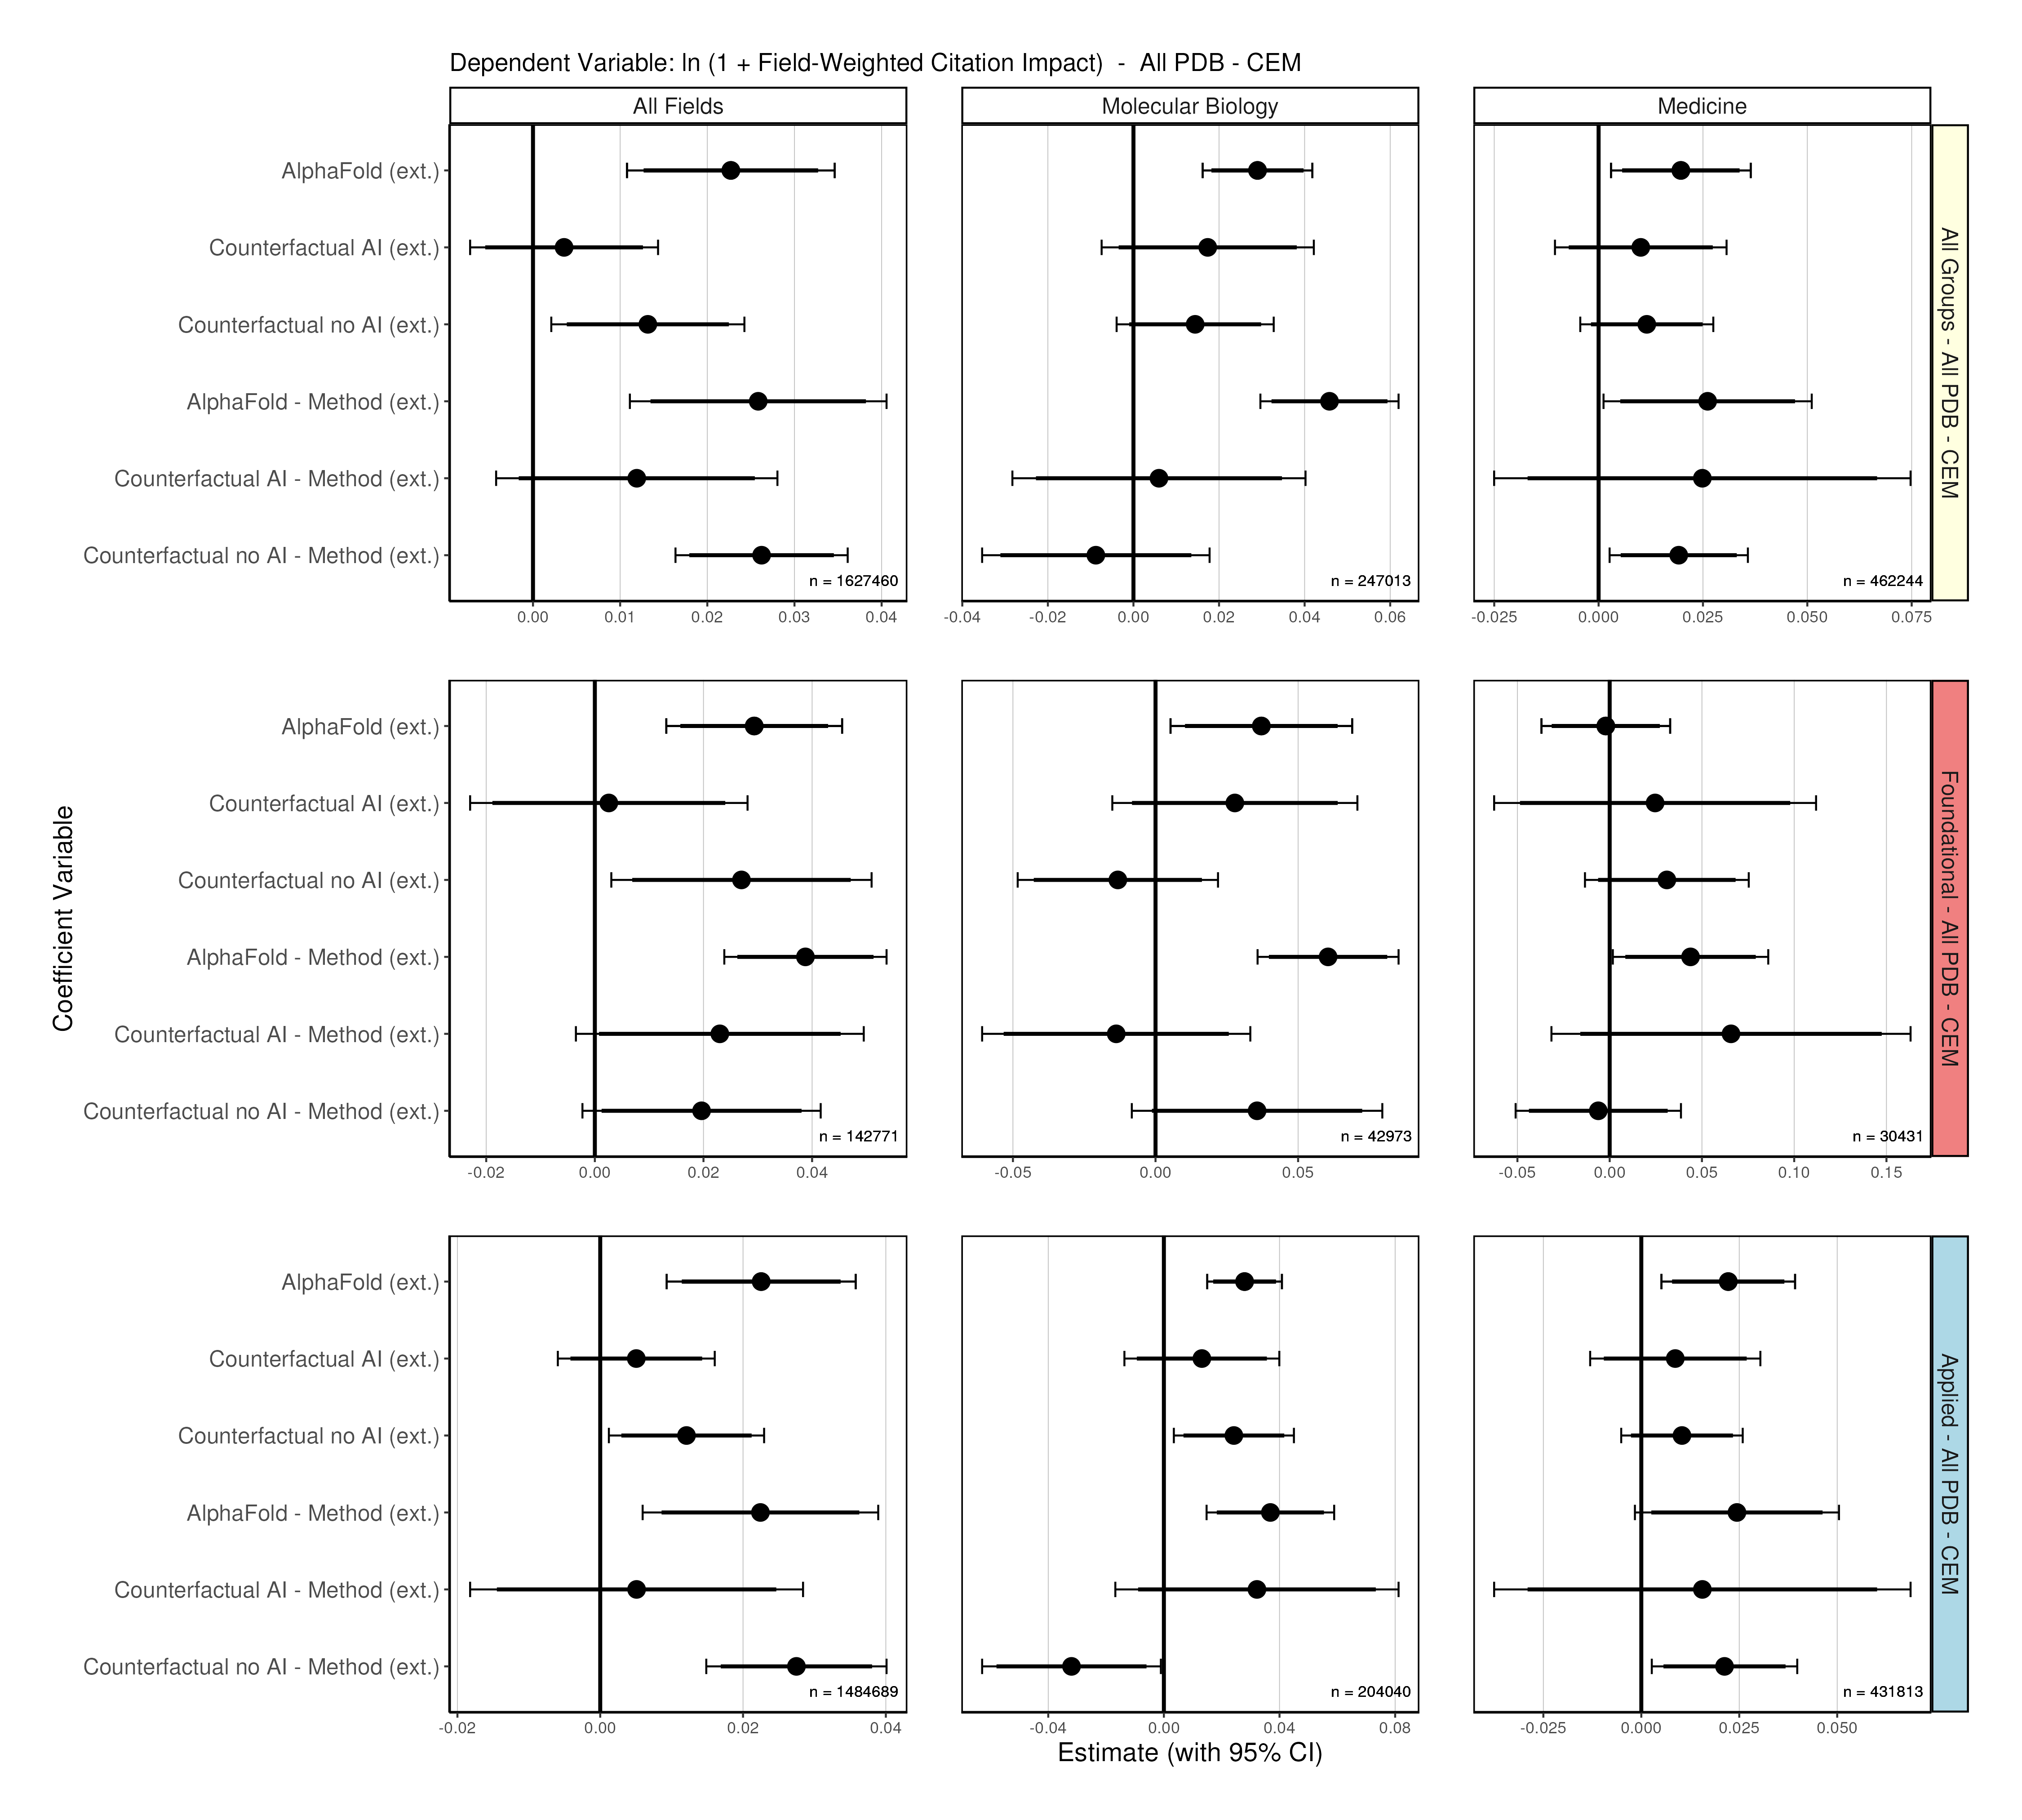 Dependent Variable: ln (1 + Field-Weighted Citation Impact)  -  All PDB - CEM
All Fields
Molecular Biology
Medicine
AlphaFold (ext.)
Counterfactual AI (ext.)
Counterfactual no AI (ext.)
AlphaFold - Method (ext.)
Counterfactual AI - Method (ext.)
Counterfactual no AI - Method (ext.)
n = 1627460
n = 247013
n = 462244
0.00 0.01 0.02 0.03 0.04
-0.04 -0.02 0.00 0.02 0.04 0.06
-0.025 0.000 0.025 0.050 0.075
All Groups - All PDB - CEM
Coefficient Variable
AlphaFold (ext.)
Counterfactual AI (ext.)
Counterfactual no AI (ext.)
AlphaFold - Method (ext.)
Counterfactual AI - Method (ext.)
Counterfactual no AI - Method (ext.)
n = 142771
n = 42973
n = 30431
-0.02 0.00 0.02 0.04
-0.05 0.00 0.05
-0.05 0.00 0.05 0.10 0.15
Foundational - All PDB - CEM
AlphaFold (ext.)
Counterfactual AI (ext.)
Counterfactual no AI (ext.)
AlphaFold - Method (ext.)
Counterfactual AI - Method (ext.)
Counterfactual no AI - Method (ext.)
n = 1484689
n = 204040
n = 431813
-0.02 0.00 0.02 0.04
-0.04 0.00 0.04 0.08
-0.025 0.000 0.025 0.050
Applied - All PDB - CEM
Estimate (with 95% CI)